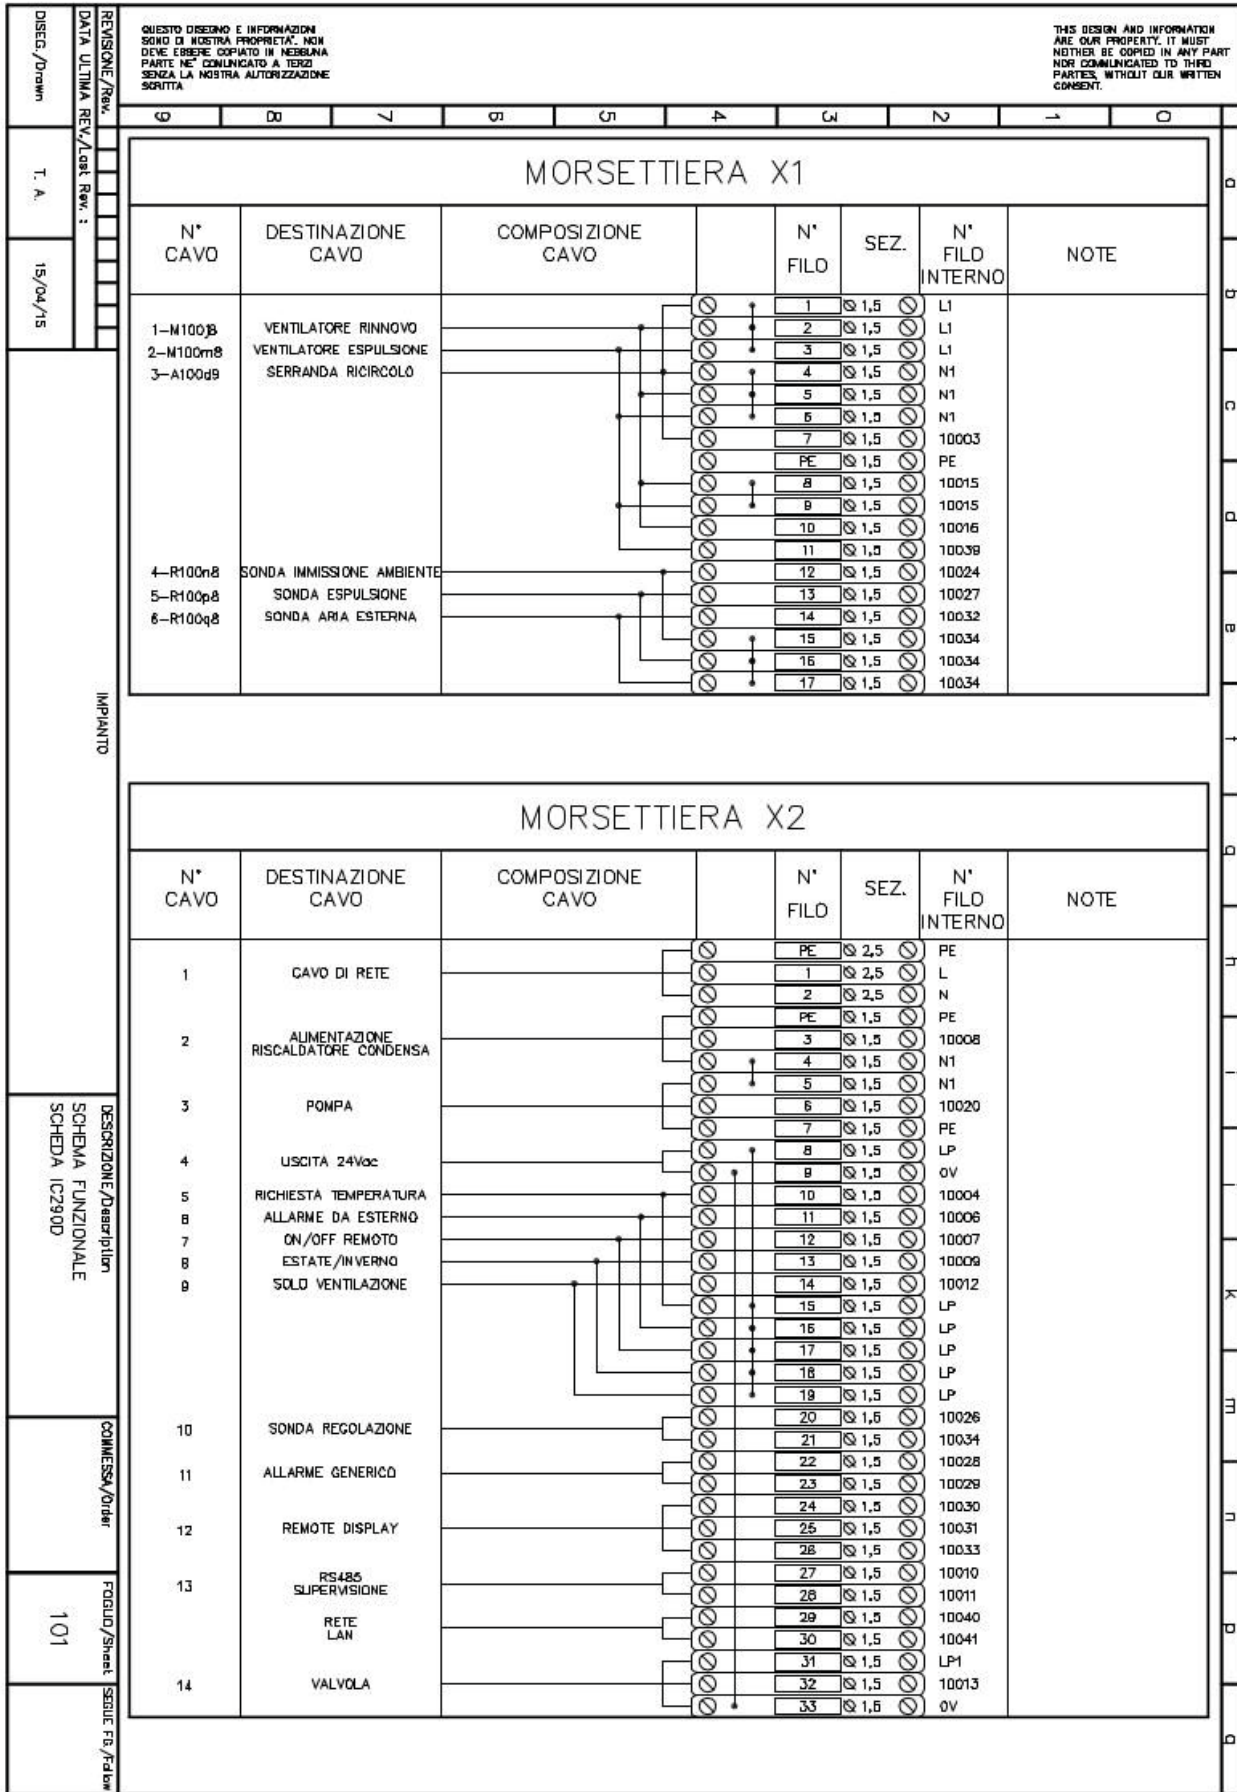 QUESTO DISEGNO E INFORMAZIONI
SONO DI NOSTRA PROPRIETA'. NON
DEVE ESSERE COPIATO IN NESSUNA
PARTE NE' COMUNICATO A TERZI
SENZA LA NOSTRA AUTORIZZAZIONE
SCRITTA
THIS DESIGN AND INFORMATION
ARE OUR PROPERTY. IT MUST
NEITHER BE COPIED IN ANY PART
NOR COMMUNICATED TO THIRD
PARTIES, WITHOUT OUR WRITTEN
CONSENT.
9 8 7 6 5 4 3 2 1 0
MORSETTIERA X1
N° CAVO DESTINAZIONE CAVO COMPOSIZIONE CAVO N° FILO SEZ. N° FILO INTERNO NOTE
1 1,5 L1
1-M100j8 VENTILATORE RINNOVO 2 1,5 L1
2-M100m8 VENTILATORE ESPULSIONE 3 1,5 L1
3-A100d9 SERRANDA RICIRCOLO 4 1,5 N1
5 1,5 N1
6 1,5 N1
7 1,5 10003
PE 1,5 PE
8 1,5 10015
9 1,5 10015
10 1,5 10016
11 1,5 10039
4-R100n8 SONDA IMMISSIONE AMBIENTE 12 1,5 10024
5-R100p8 SONDA ESPULSIONE 13 1,5 10027
6-R100q8 SONDA ARIA ESTERNA 14 1,5 10032
15 1,5 10034
16 1,5 10034
17 1,5 10034
MORSETTIERA X2
N° CAVO DESTINAZIONE CAVO COMPOSIZIONE CAVO N° FILO SEZ. N° FILO INTERNO NOTE
PE 2,5 PE
1 CAVO DI RETE 1 2,5 L
2 2,5 N
PE 1,5 PE
2 ALIMENTAZIONE RISCALDATORE CONDENSA 3 1,5 10008
4 1,5 N1
5 1,5 N1
3 POMPA 6 1,5 10020
7 1,5 PE
8 1,5 LP
4 USCITA 24Vac
9 1,5 0V
5 RICHIESTA TEMPERATURA 10 1,5 10004
6 ALLARME DA ESTERNO 11 1,5 10006
7 ON/OFF REMOTO 12 1,5 10007
8 ESTATE/INVERNO 13 1,5 10009
9 SOLO VENTILAZIONE 14 1,5 10012
15 1,5 LP
16 1,5 LP
17 1,5 LP
18 1,5 LP
19 1,5 LP
20 1,5 10026
10 SONDA REGOLAZIONE
21 1,5 10034
22 1,5 10028
11 ALLARME GENERICO
23 1,5 10029
24 1,5 10030
12 REMOTE DISPLAY 25 1,5 10031
26 1,5 10033
27 1,5 10010
13 RS485 SUPERVISIONE
28 1,5 10011
29 1,5 10040
RETE LAN
30 1,5 10041
31 1,5 LP1
14 VALVOLA 32 1,5 10013
33 1,5 0V
a
b
c
d
e
f
g
h
i
j
k
m
n
p
q
REVISIONE/Rev.
DATA ULTIMA REV./Last Rev. :
DISEG./Drawn
T. A.
15/04/15
IMPIANTO
DESCRIZIONE/Description
SCHEMA FUNZIONALE
SCHEDA IC290D
COMMESSA/Order
FOGLIO/Sheet
101
SEGUE FG./Follow